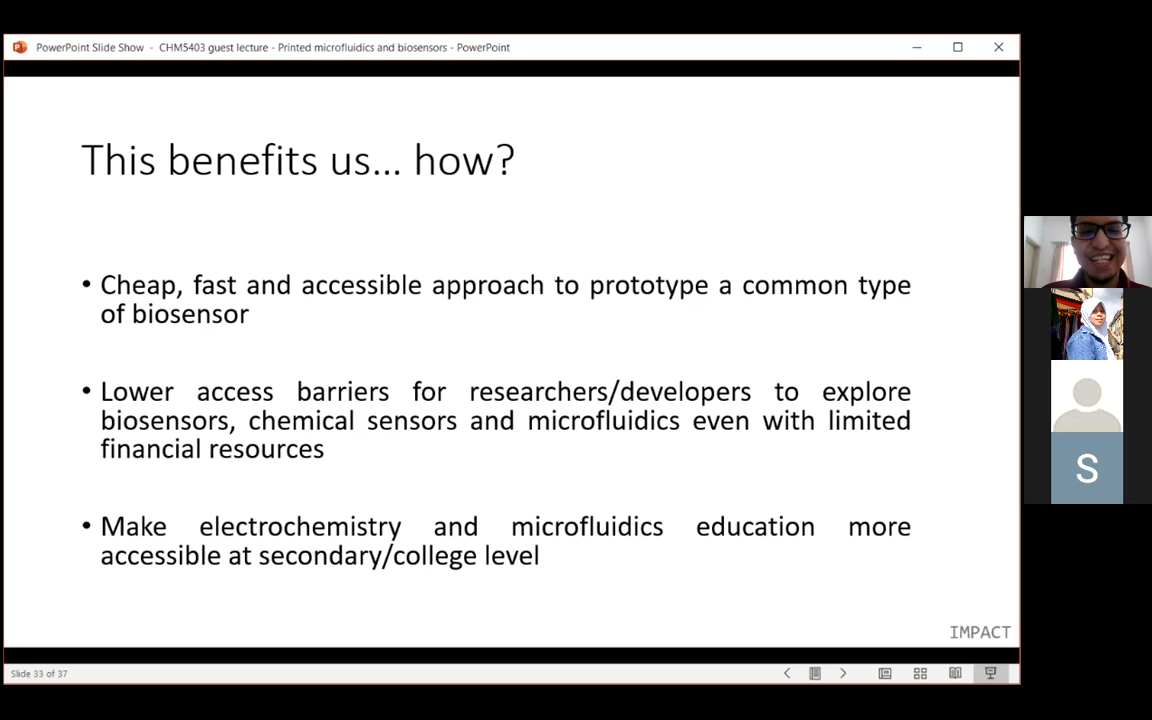 PowerPoint Slide Show - CHM5403 guest lecture - Printed microfluidics and biosensors - PowerPoint
This benefits us... how?
• Cheap, fast and accessible approach to prototype a common type
of biosensor
• Lower access barriers for researchers/developers to explore
biosensors, chemical sensors and microfluidics even with limited
financial resources
• Make electrochemistry and microfluidics education more
accessible at secondary/college level
IMPACT
Slide 33 of 37
S